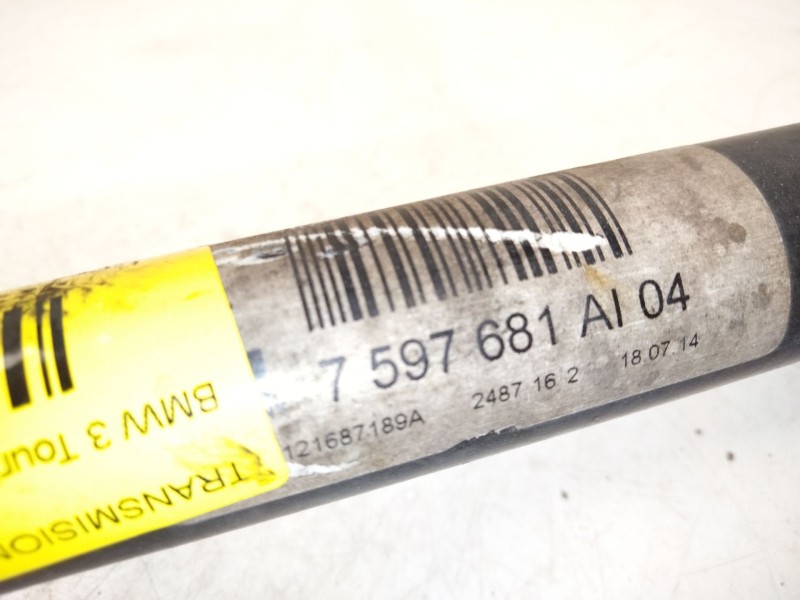 7 597 681 AI 04
121687189A 2487 16 2 18.07.14
BMW 3 Tour
TRANSMISION